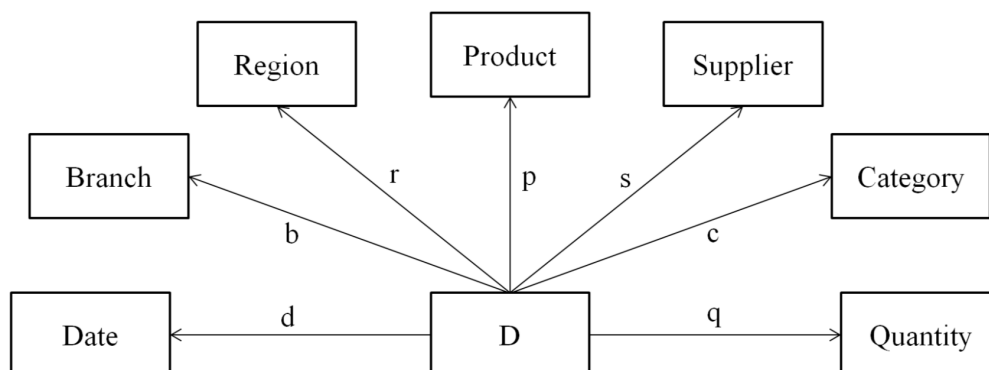 Product
Region
Supplier
Branch
r
p
s
Category
b
c
d
q
Date
D
Quantity